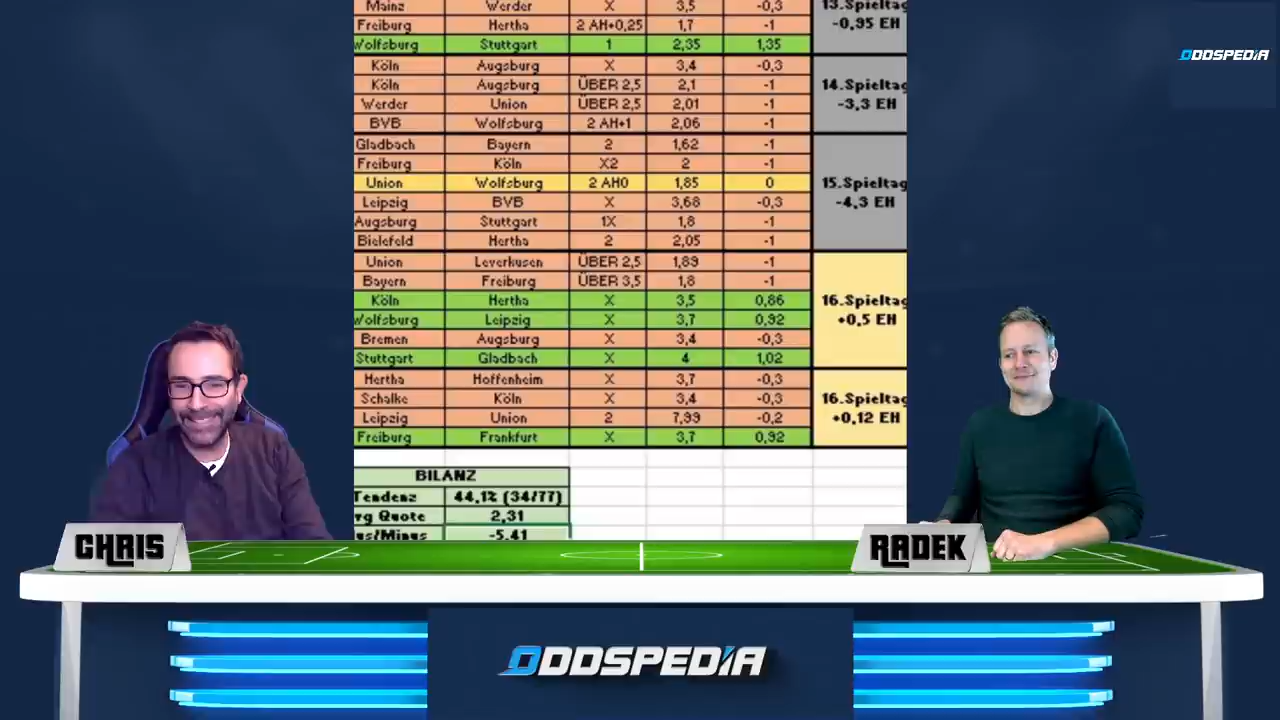 Mainz Werder X 3,5 -0,3
Freiburg Hertha 2 AH+0,25 1,7 -1
Wolfsburg Stuttgart 1 2,35 1,35
13.Spieltag
-0,95 EH
Köln Augsburg X 3,4 -0,3
Köln Augsburg ÜBER 2,5 2,1 -1
Werder Union ÜBER 2,5 2,01 -1
BVB Wolfsburg 2 AH+1 2,06 -1
14.Spieltag
-3,3 EH
Gladbach Bayern 2 1,62 -1
Freiburg Köln X2 2 -1
Union Wolfsburg 2 AH0 1,85 0
Leipzig BVB X 3,68 -0,3
Augsburg Stuttgart 1X 1,8 -1
Bielefeld Hertha 2 2,05 -1
15.Spieltag
-4,3 EH
Union Leverkusen ÜBER 2,5 1,89 -1
Bayern Freiburg ÜBER 3,5 1,8 -1
Köln Hertha X 3,5 0,86
Wolfsburg Leipzig X 3,7 0,92
Bremen Augsburg X 3,4 -0,3
Stuttgart Gladbach X 4 1,02
16.Spieltag
+0,5 EH
Hertha Hoffenheim X 3,7 -0,3
Schalke Köln X 3,4 -0,3
Leipzig Union 2 7,99 -0,2
Freiburg Frankfurt X 3,7 0,92
16.Spieltag
+0,12 EH
BILANZ
Tendenz 44,1% (34/77)
vg Quote 2,31
us/Minus -5,41
ODDSPEDIA
CHRIS
RADEK
ODDSPEDIA